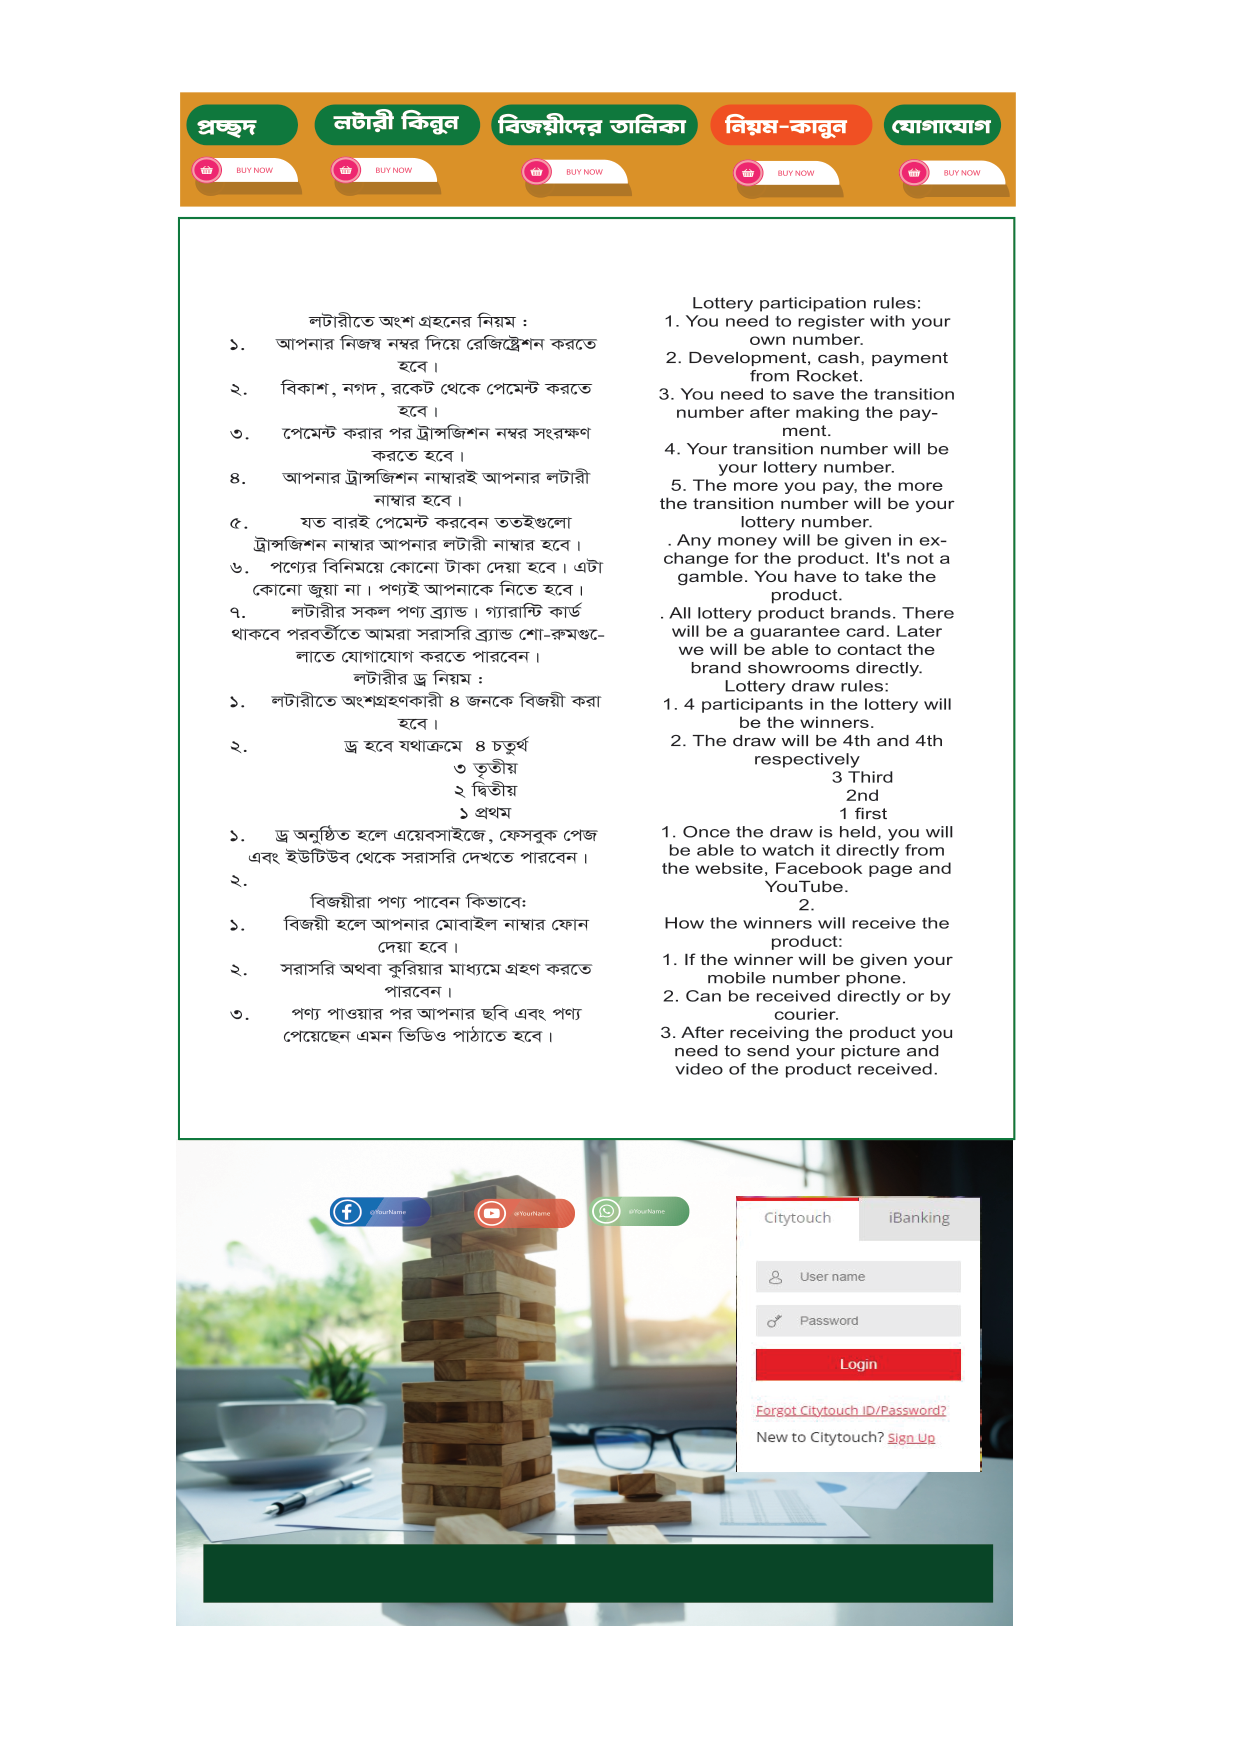 প্রচ্ছদ
লটারী কিনুন
বিজয়ীদের তালিকা
নিয়ম-কানুন
যোগাযোগ
BUY NOW
BUY NOW
BUY NOW
BUY NOW
BUY NOW
লটারীতে অংশ গ্রহনের নিয়ম :
১. আপনার নিজস্ব নম্বর দিয়ে রেজিষ্ট্রেশন করতে
হবে।
২. বিকাশ, নগদ, রকেট থেকে পেমেন্ট করতে
হবে।
৩. পেমেন্ট করার পর ট্রান্সজিশন নম্বর সংরক্ষণ
করতে হবে।
৪. আপনার ট্রান্সজিশন নাম্বারই আপনার লটারী
নাম্বার হবে।
৫. যত বারই পেমেন্ট করবেন ততইগুলো
ট্রান্সজিশন নাম্বার আপনার লটারী নাম্বার হবে।
৬. পণ্যের বিনিময়ে কোনো টাকা দেয়া হবে। এটা
কোনো জুয়া না। পণ্যই আপনাকে নিতে হবে।
৭. লটারীর সকল পণ্য ব্র্যান্ড। গ্যারান্টি কার্ড
থাকবে পরবর্তীতে আমরা সরাসরি ব্র্যান্ড শো-রুমগু্লে-
লাতে যোগাযোগ করতে পারবেন।
লটারীর ড্র নিয়ম :
১. লটারীতে অংশগ্রহণকারী ৪ জনকে বিজয়ী করা
হবে।
২. ড্র হবে যথাক্রমে ৪ চতুর্থ
৩ তৃতীয়
২ দ্বিতীয়
১ প্রথম
১. ড্র অনুষ্ঠিত হলে এয়েবসাইজে, ফেসবুক পেজ
এবং ইউটিউব থেকে সরাসরি দেখতে পারবেন।
২.
বিজয়ীরা পণ্য পাবেন কিভাবে:
১. বিজয়ী হলে আপনার মোবাইল নাম্বার ফোন
দেয়া হবে।
২. সরাসরি অথবা কুরিয়ার মাধ্যমে গ্রহণ করতে
পারবেন।
৩. পণ্য পাওয়ার পর আপনার ছবি এবং পণ্য
পেয়েছেন এমন ভিডিও পাঠাতে হবে।
Lottery participation rules:
1. You need to register with your
own number.
2. Development, cash, payment
from Rocket.
3. You need to save the transition
number after making the pay-
ment.
4. Your transition number will be
your lottery number.
5. The more you pay, the more
the transition number will be your
lottery number.
. Any money will be given in ex-
change for the product. It's not a
gamble. You have to take the
product.
. All lottery product brands. There
will be a guarantee card. Later
we will be able to contact the
brand showrooms directly.
Lottery draw rules:
1. 4 participants in the lottery will
be the winners.
2. The draw will be 4th and 4th
respectively
3 Third
2nd
1 first
1. Once the draw is held, you will
be able to watch it directly from
the website, Facebook page and
YouTube.
2.
How the winners will receive the
product:
1. If the winner will be given your
mobile number phone.
2. Can be received directly or by
courier.
3. After receiving the product you
need to send your picture and
video of the product received.
@YourName
@YourName
@YourName
Citytouch
iBanking
User name
Password
Login
Forgot Citytouch ID/Password?
New to Citytouch? Sign Up